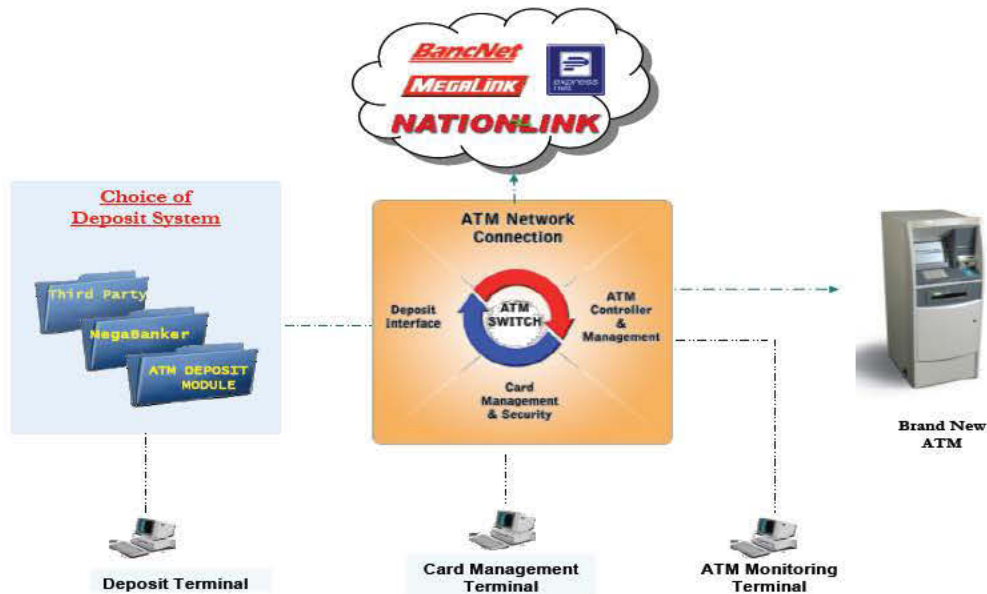 BancNet
MEGALINK
express net
NATIONLINK
Choice of
Deposit System
Third Party
MegaBanker
ATM DEPOSIT
MODULE
ATM Network
Connection
Deposit
Interface
ATM
SWITCH
ATM
Controller
&
Management
Card
Management
& Security
Brand New
ATM
Deposit Terminal
Card Management
Terminal
ATM Monitoring
Terminal